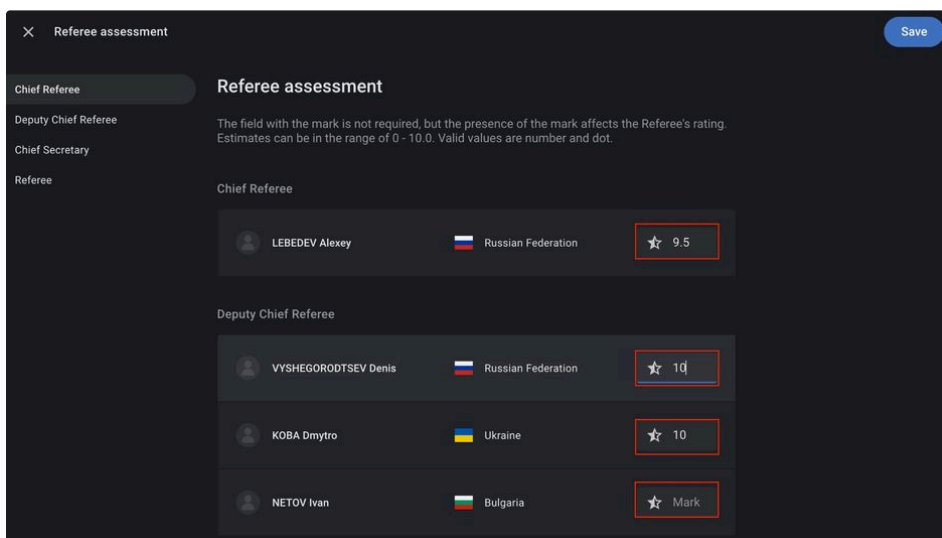 Referee assessment
Save
Chief Referee
Deputy Chief Referee
Chief Secretary
Referee
Referee assessment
The field with the mark is not required, but the presence of the mark affects the Referee's rating.
Estimates can be in the range of 0 - 10.0. Valid values are number and dot.
Chief Referee
LEBEDEV Alexey Russian Federation 9.5
Deputy Chief Referee
VYSHEGORODTSEV Denis Russian Federation 10
KOBA Dmytro Ukraine 10
NETOV Ivan Bulgaria Mark